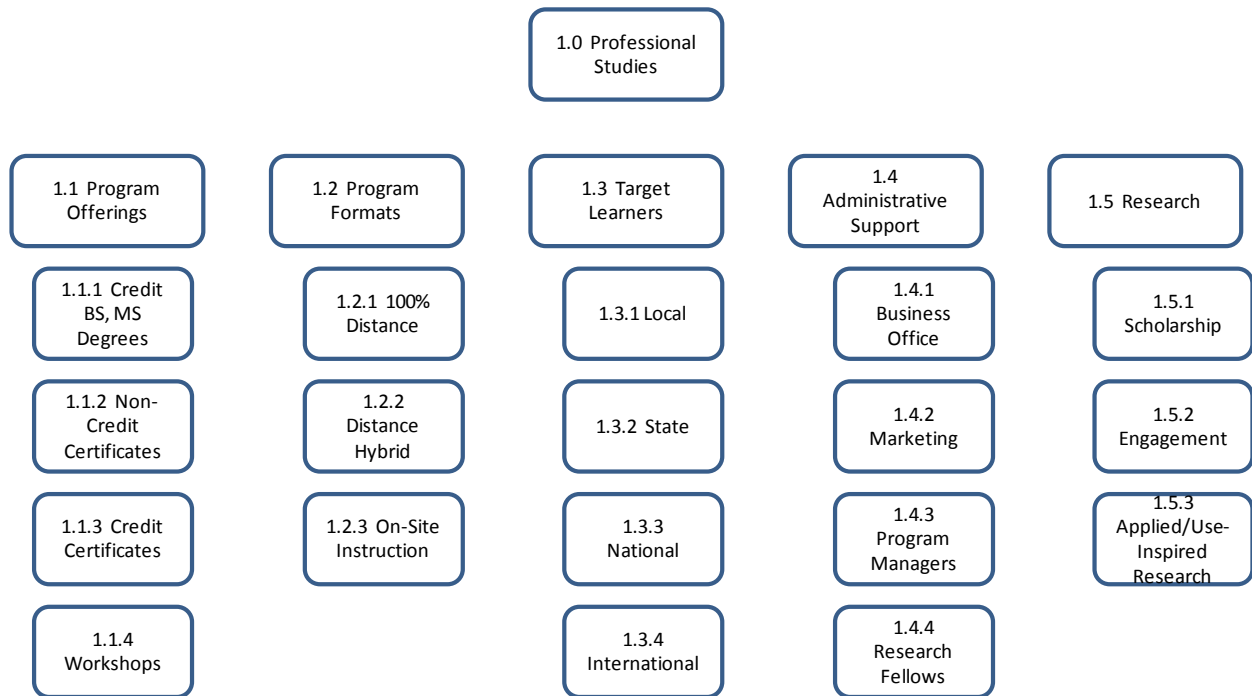 1.0 Professional
Studies
1.1 Program
Offerings
1.2 Program
Formats
1.3 Target
Learners
1.4
Administrative
Support
1.5 Research
1.1.1 Credit
BS, MS
Degrees
1.2.1 100%
Distance
1.3.1 Local
1.4.1
Business
Office
1.5.1
Scholarship
1.1.2 Non-
Credit
Certificates
1.2.2
Distance
Hybrid
1.3.2 State
1.4.2
Marketing
1.5.2
Engagement
1.1.3 Credit
Certificates
1.2.3 On-Site
Instruction
1.3.3
National
1.4.3
Program
Managers
1.5.3
Applied/Use-
Inspired
Research
1.1.4
Workshops
1.3.4
International
1.4.4
Research
Fellows